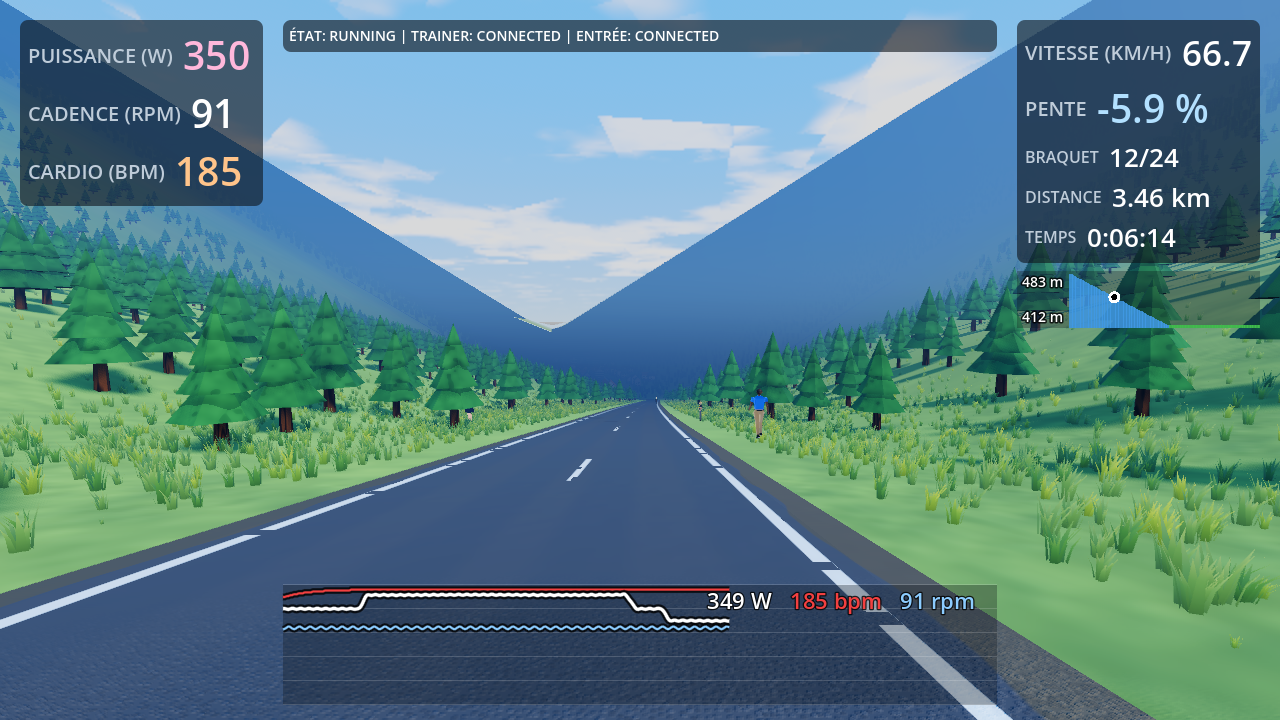 PUISSANCE (W) 350
CADENCE (RPM) 91
CARDIO (BPM) 185
ÉTAT: RUNNING | TRAINER: CONNECTED | ENTRÉE: CONNECTED
VITESSE (KM/H) 66.7
PENTE -5.9 %
BRAQUET 12/24
DISTANCE 3.46 km
TEMPS 0:06:14
483 m
412 m
349 W 185 bpm 91 rpm